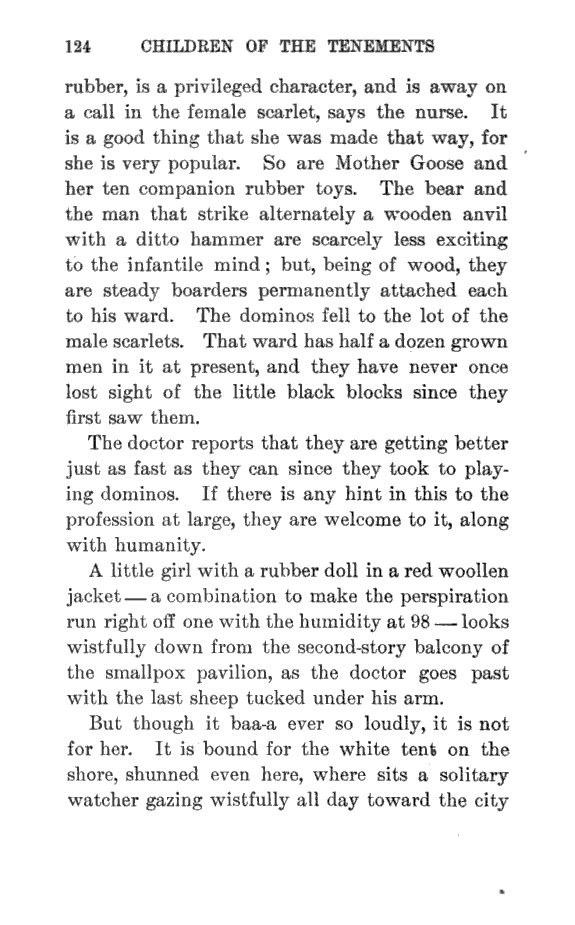 124 CHILDREN OF THE TENEMENTS
rubber, is a privileged character, and is away on
a call in the female scarlet, says the nurse. It
is a good thing that she was made that way, for
she is very popular. So are Mother Goose and
her ten companion rubber toys. The bear and
the man that strike alternately a wooden anvil
with a ditto hammer are scarcely less exciting
to the infantile mind; but, being of wood, they
are steady boarders permanently attached each
to his ward. The dominos fell to the lot of the
male scarlets. That ward has half a dozen grown
men in it at present, and they have never once
lost sight of the little black blocks since they
first saw them.
The doctor reports that they are getting better
just as fast as they can since they took to play-
ing dominos. If there is any hint in this to the
profession at large, they are welcome to it, along
with humanity.
A little girl with a rubber doll in a red woollen
jacket — a combination to make the perspiration
run right off one with the humidity at 98 — looks
wistfully down from the second-story balcony of
the smallpox pavilion, as the doctor goes past
with the last sheep tucked under his arm.
But though it baa-a ever so loudly, it is not
for her. It is bound for the white tent on the
shore, shunned even here, where sits a solitary
watcher gazing wistfully all day toward the city